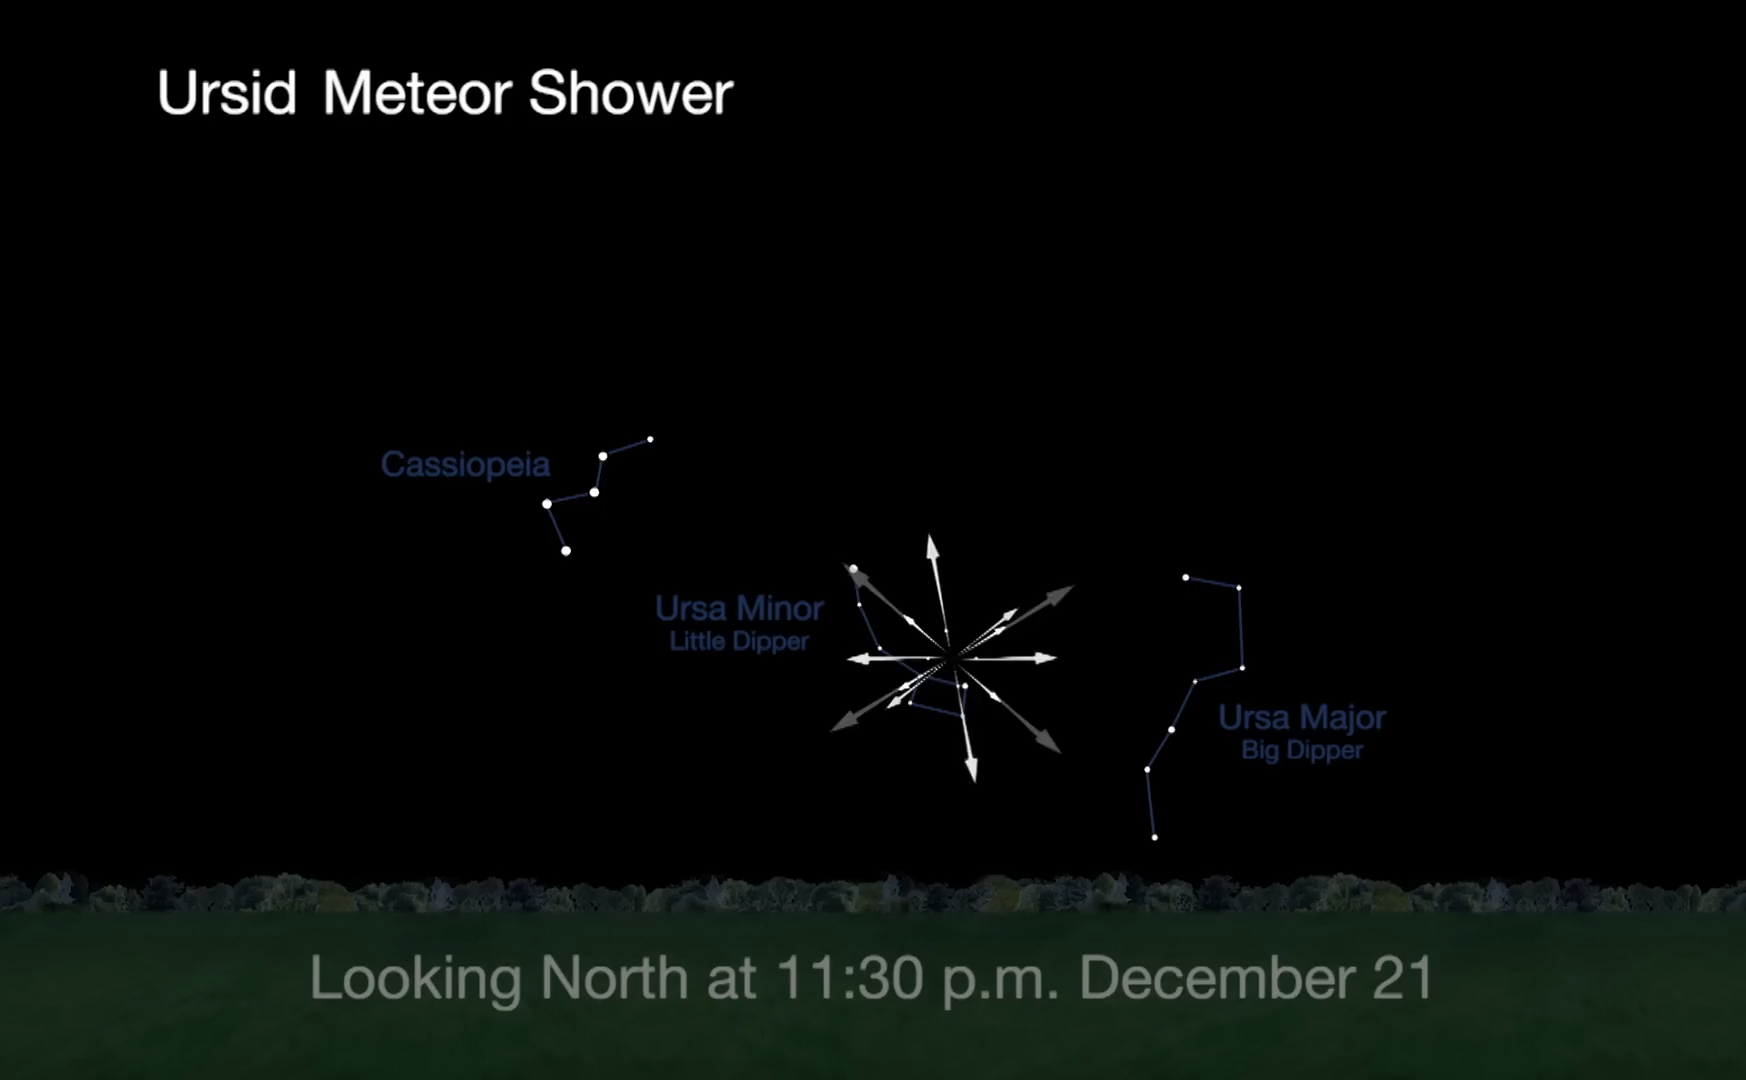 Ursid Meteor Shower
Cassiopeia
Ursa Minor
Little Dipper
Ursa Major
Big Dipper
Looking North at 11:30 p.m. December 21